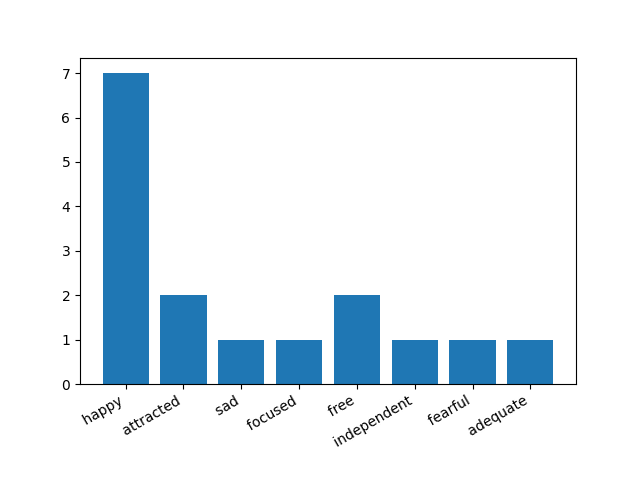 7
6
5
4
3
2
1
0
happy
attracted
sad
focused
free
independent
fearful
adequate